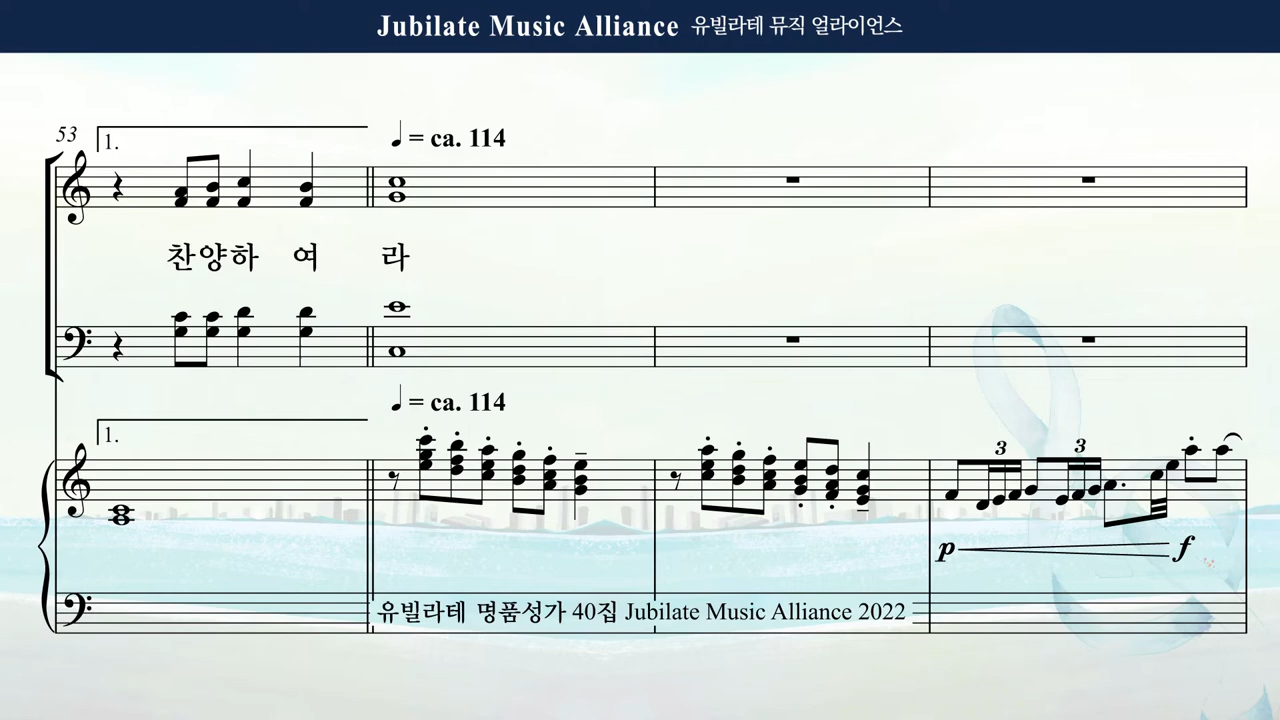 Jubilate Music Alliance 유빌라테 뮤직 얼라이언스
53
1.
♩ = ca. 114
찬양하 여 라
♩ = ca. 114
1.
3 3
p f
유빌라테 명품성가 40집 Jubilate Music Alliance 2022